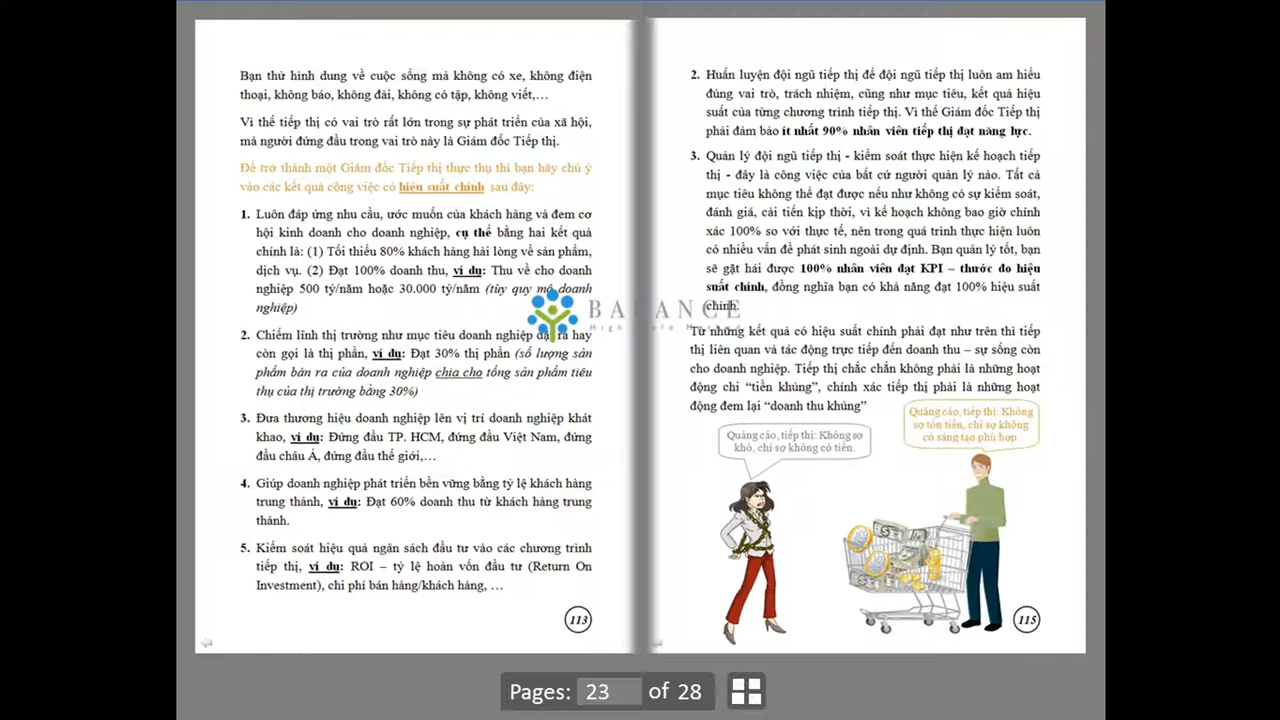 Bạn thử hình dung về cuộc sống mà không có xe, không điện
thoại, không báo, không đài, không có tập, không viết,…
Vì thế tiếp thị có vai trò rất lớn trong sự phát triển của xã hội,
mà người đứng đầu trong vai trò này là Giám đốc Tiếp thị.
Để trở thành một Giám đốc Tiếp thị thực thụ thì bạn hãy chú ý
vào các kết quả công việc có hiệu suất chính sau đây:
1. Luôn đáp ứng nhu cầu, ước muốn của khách hàng và đem cơ
hội kinh doanh cho doanh nghiệp, cụ thể bằng hai kết quả
chính là: (1) Tối thiểu 80% khách hàng hài lòng về sản phẩm,
dịch vụ. (2) Đạt 100% doanh thu, ví dụ: Thu về cho doanh
nghiệp 500 tỷ/năm hoặc 30.000 tỷ/năm (tùy quy mô doanh
nghiệp)
2. Chiếm lĩnh thị trường như mục tiêu doanh nghiệp đặt ra hay
còn gọi là thị phần, ví dụ: Đạt 30% thị phần (số lượng sản
phẩm bán ra của doanh nghiệp chia cho tổng sản phẩm tiêu
thụ của thị trường bằng 30%)
3. Đưa thương hiệu doanh nghiệp lên vị trí doanh nghiệp khát
khao, ví dụ: Đứng đầu TP. HCM, đứng đầu Việt Nam, đứng
đầu châu Á, đứng đầu thế giới,…
4. Giúp doanh nghiệp phát triển bền vững bằng tỷ lệ khách hàng
trung thành, ví dụ: Đạt 60% doanh thu từ khách hàng trung
thành.
5. Kiểm soát hiệu quả ngân sách đầu tư vào các chương trình
tiếp thị, ví dụ: ROI – tỷ lệ hoàn vốn đầu tư (Return On
Investment), chi phí bán hàng/khách hàng, …
113
2. Huấn luyện đội ngũ tiếp thị để đội ngũ tiếp thị luôn am hiểu
đúng vai trò, trách nhiệm, cũng như mục tiêu, kết quả hiệu
suất của từng chương trình tiếp thị. Vì thế Giám đốc Tiếp thị
phải đảm bảo ít nhất 90% nhân viên tiếp thị đạt năng lực.
3. Quản lý đội ngũ tiếp thị - kiểm soát thực hiện kế hoạch tiếp
thị - đây là công việc của bất cứ người quản lý nào. Tất cả
mục tiêu không thể đạt được nếu như không có sự kiểm soát,
đánh giá, cải tiến kịp thời, vì kế hoạch không bao giờ chính
xác 100% so với thực tế, nên trong quá trình thực hiện luôn
có nhiều vấn đề phát sinh ngoài dự định. Bạn quản lý tốt, bạn
sẽ gặt hái được 100% nhân viên đạt KPI – thước đo hiệu
suất chính, đồng nghĩa bạn có khả năng đạt 100% hiệu suất
chính.
BALANCE
Từ những kết quả có hiệu suất chính phải đạt như trên thì tiếp
thị liên quan và tác động trực tiếp đến doanh thu – sự sống còn
cho doanh nghiệp. Tiếp thị chắc chắn không phải là những hoạt
động chi “tiền khủng”, chính xác tiếp thị phải là những hoạt
động đem lại “doanh thu khủng”
Quảng cáo, tiếp thị: Không sợ
khó, chỉ sợ không có tiền.
Quảng cáo, tiếp thị: Không
sợ tốn tiền, chỉ sợ không
có sáng tạo phù hợp
115
Pages: 23 of 28